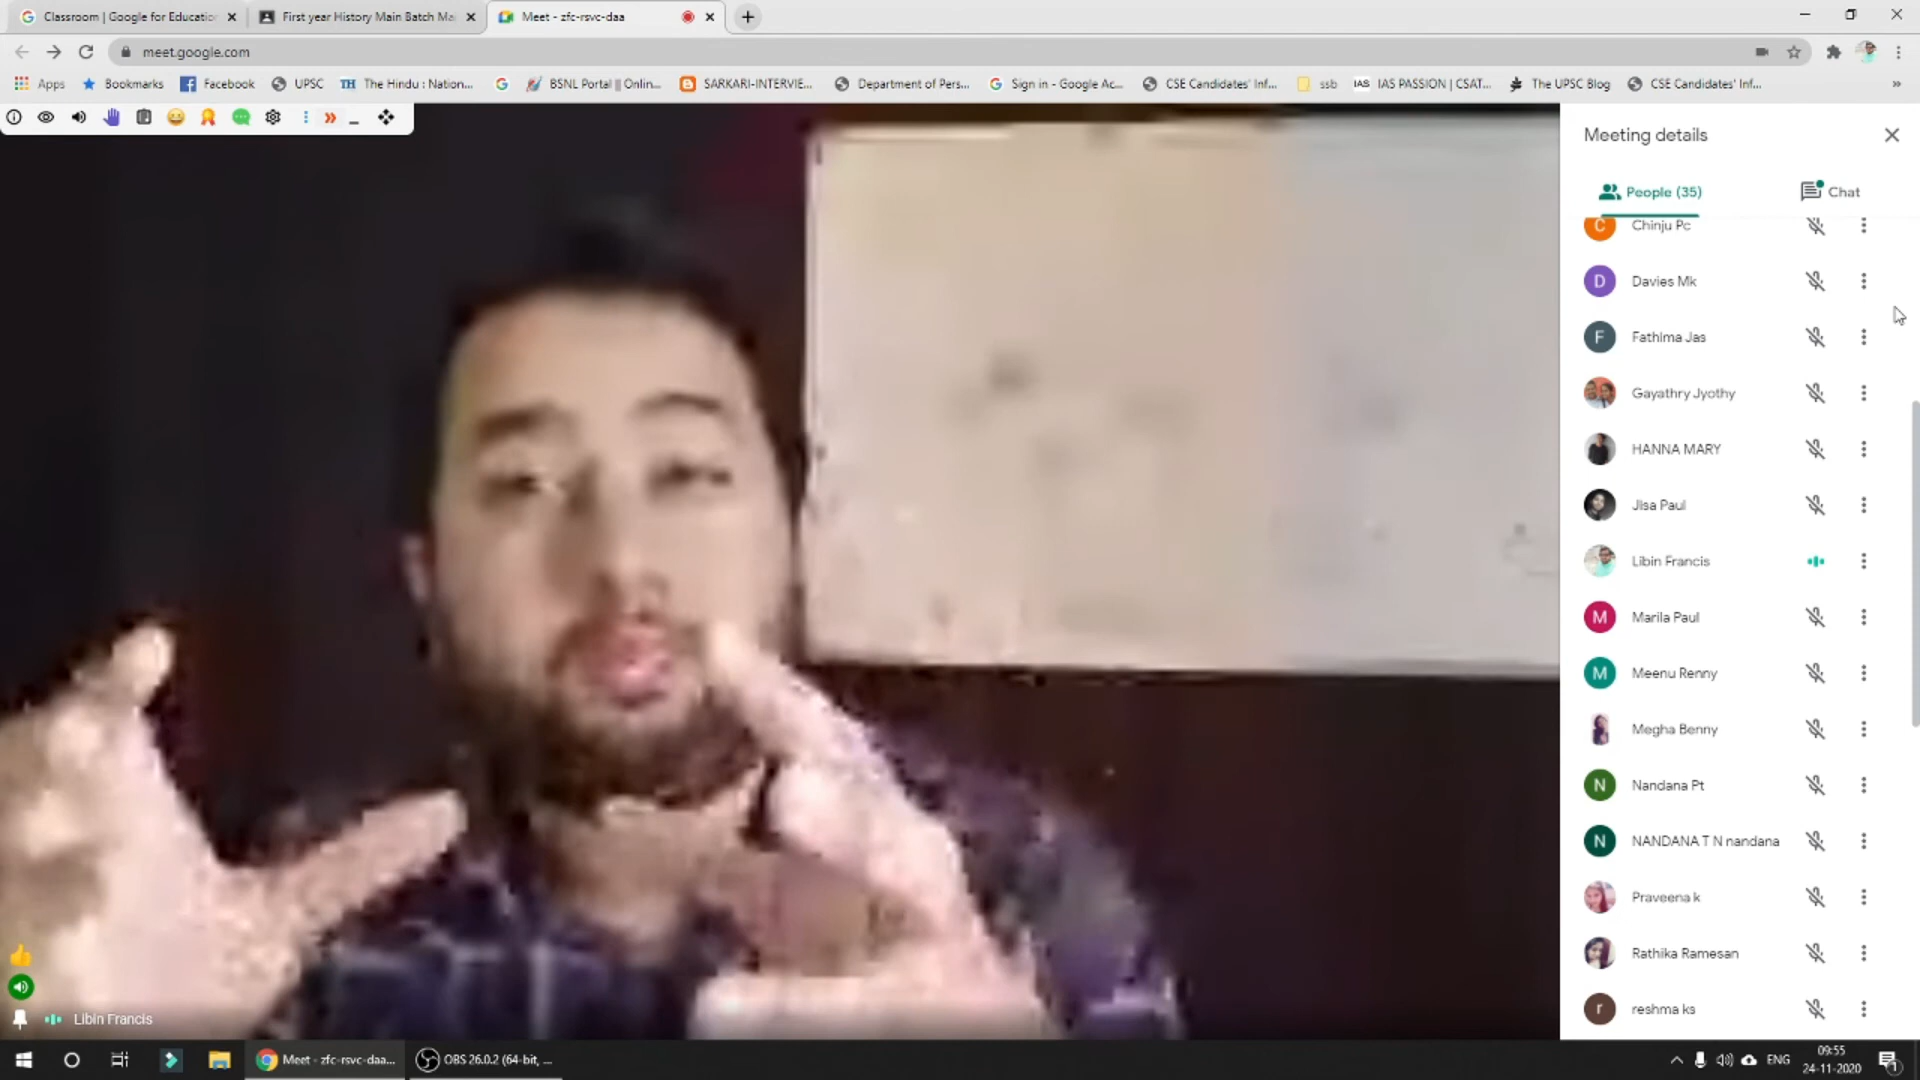 Classroom | Google for Educatio
First year History Main Batch Ma
Meet - zfc-rsvc-daa
meet.google.com
Apps
Bookmarks
Facebook
UPSC
TH The Hindu : Nation...
BSNL Portal || Onlin...
SARKARI-INTERVIE...
Department of Pers...
Sign in - Google Ac...
CSE Candidates' Inf...
ssb
IAS IAS PASSION | CSAT...
The UPSC Blog
CSE Candidates' Inf...
Meeting details
People (35)
Chat
C Chinju Pc
D Davies Mk
F Fathima Jas
Gayathry Jyothy
HANNA MARY
Jisa Paul
Libin Francis
M Marila Paul
M Meenu Renny
Megha Benny
N Nandana Pt
N NANDANA T N nandana
Praveena k
Rathika Ramesan
r reshma ks
Libin Francis
Meet - zfc-rsvc-daa...
OBS 26.0.2 (64-bit, ...
ENG
09:55
24-11-2020
1